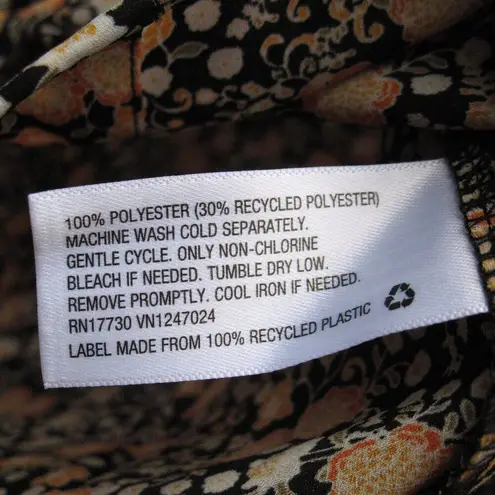 100% POLYESTER (30% RECYCLED POLYESTER)
MACHINE WASH COLD SEPARATELY.
GENTLE CYCLE. ONLY NON-CHLORINE
BLEACH IF NEEDED. TUMBLE DRY LOW.
REMOVE PROMPTLY. COOL IRON IF NEEDED.
RN17730 VN1247024
LABEL MADE FROM 100% RECYCLED PLASTIC